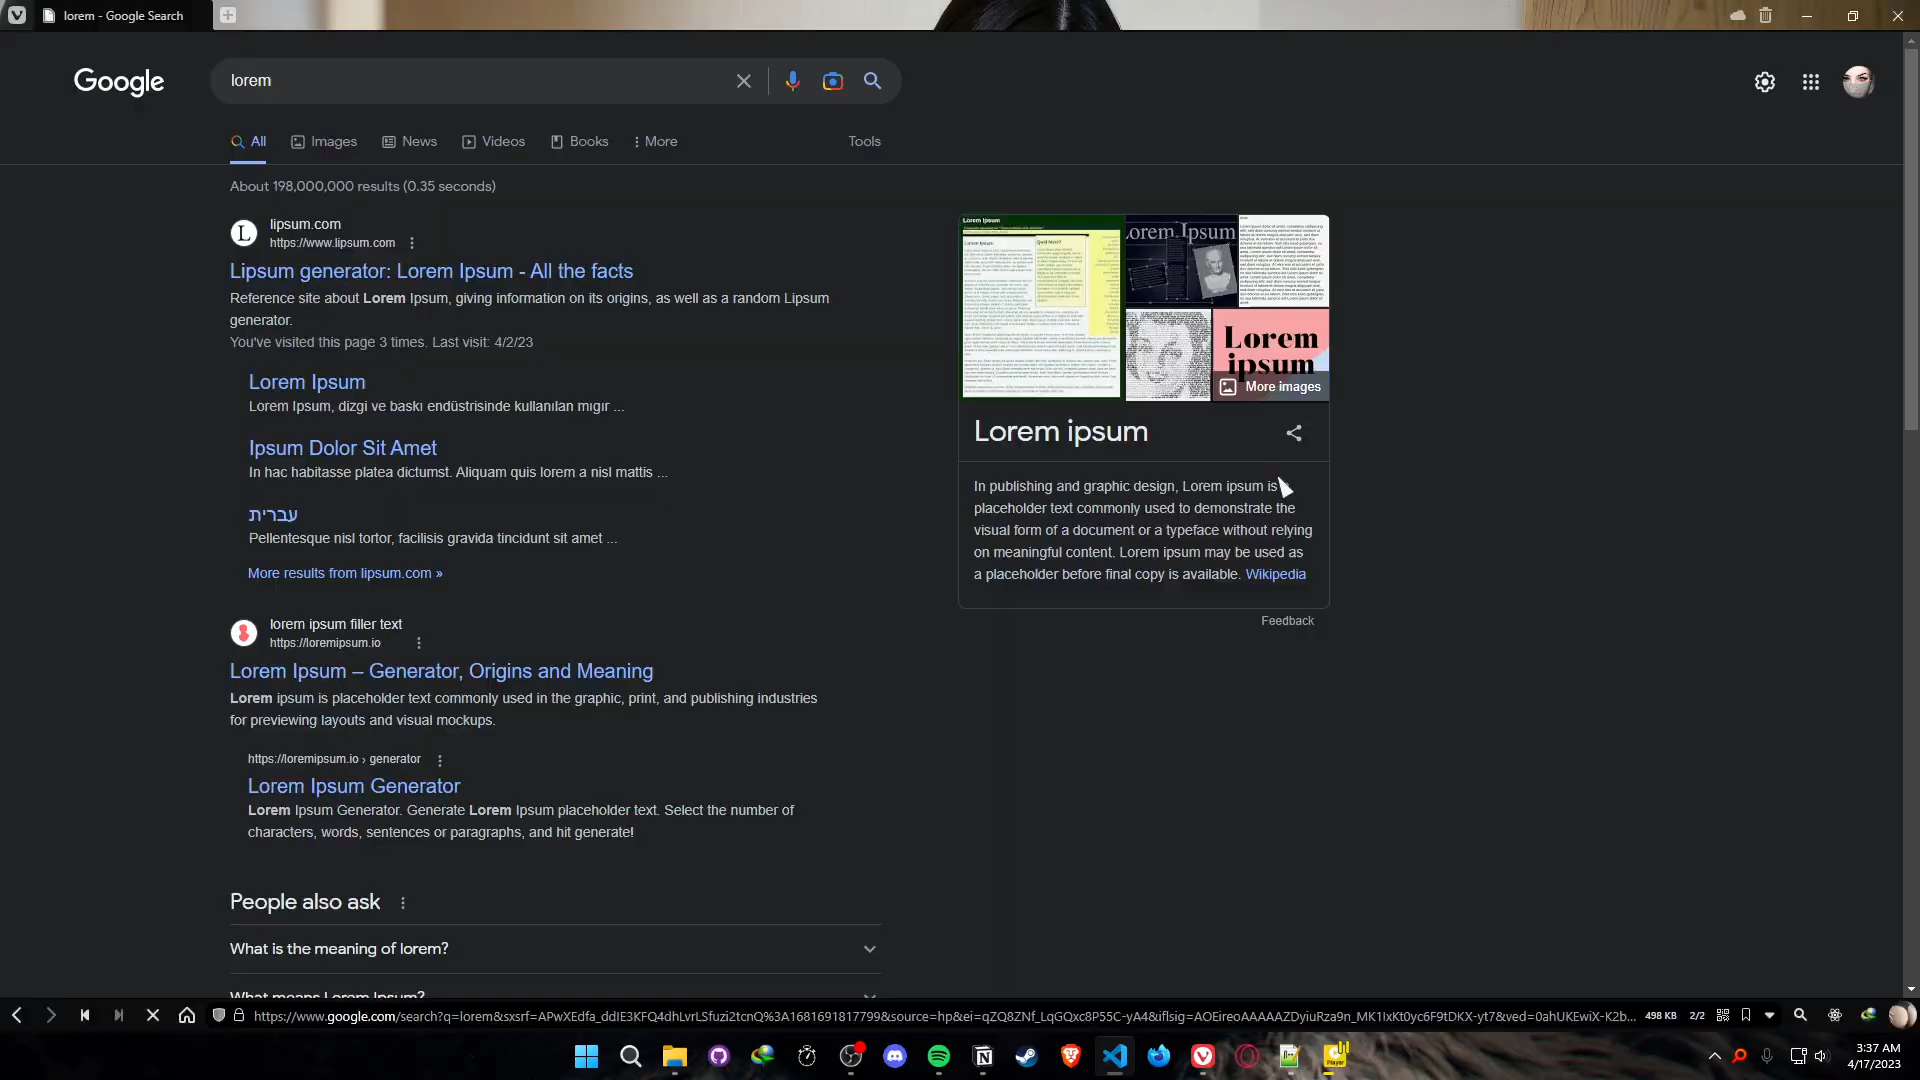 lorem - Google Search
Google
lorem
All
Images
News
Videos
Books
More
Tools
About 198,000,000 results (0.35 seconds)
L
lipsum.com
https://www.lipsum.com
Lipsum generator: Lorem Ipsum - All the facts
Reference site about Lorem Ipsum, giving information on its origins, as well as a random Lipsum
generator.
You've visited this page 3 times. Last visit: 4/2/23
Lorem Ipsum
Lorem Ipsum, dizgi ve baskı endüstrisinde kullanılan mıgır ...
Ipsum Dolor Sit Amet
In hac habitasse platea dictumst. Aliquam quis lorem a nisl mattis ...
עברית
Pellentesque nisl tortor, facilisis gravida tincidunt sit amet ...
More results from lipsum.com »
lorem ipsum filler text
https://loremipsum.io
Lorem Ipsum – Generator, Origins and Meaning
Lorem ipsum is placeholder text commonly used in the graphic, print, and publishing industries
for previewing layouts and visual mockups.
https://loremipsum.io › generator
Lorem Ipsum Generator
Lorem Ipsum Generator. Generate Lorem Ipsum placeholder text. Select the number of
characters, words, sentences or paragraphs, and hit generate!
People also ask
What is the meaning of lorem?
What means Lorem Ipsum?
Lorem Ipsum
Lorem Ipsum
Lorem
ipsum
More images
Lorem ipsum
In publishing and graphic design, Lorem ipsum is
placeholder text commonly used to demonstrate the
visual form of a document or a typeface without relying
on meaningful content. Lorem ipsum may be used as
a placeholder before final copy is available. Wikipedia
Feedback
498 KB
2/2
3:37 AM
4/17/2023